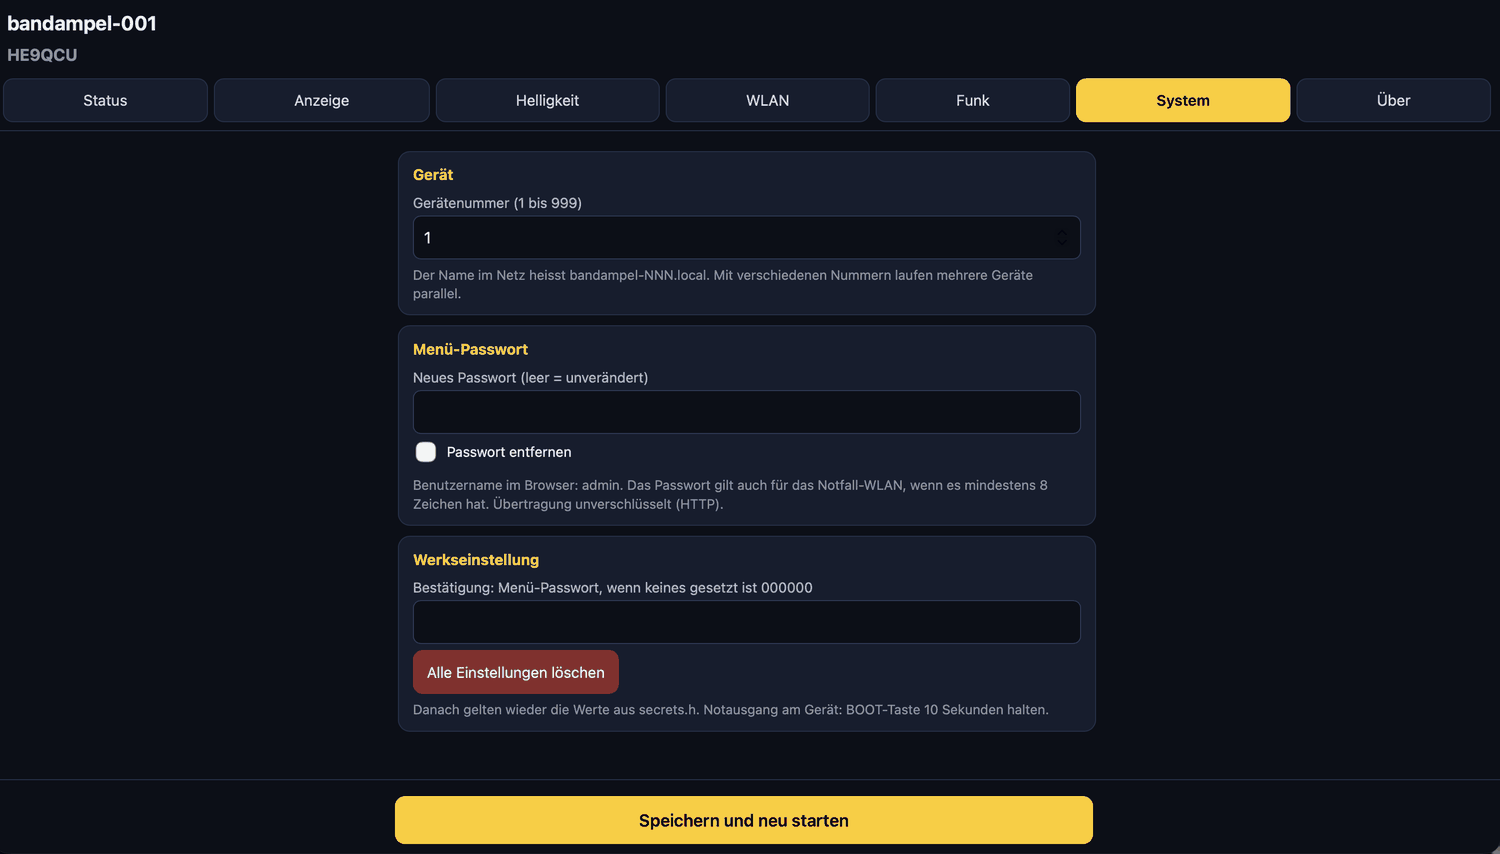 bandampel-001
HE9QCU
Status
Anzeige
Helligkeit
WLAN
Funk
System
Über
Gerät
Gerätenummer (1 bis 999)
1
Der Name im Netz heisst bandampel-NNN.local. Mit verschiedenen Nummern laufen mehrere Geräte
parallel.
Menü-Passwort
Neues Passwort (leer = unverändert)
Passwort entfernen
Benutzername im Browser: admin. Das Passwort gilt auch für das Notfall-WLAN, wenn es mindestens 8
Zeichen hat. Übertragung unverschlüsselt (HTTP).
Werkseinstellung
Bestätigung: Menü-Passwort, wenn keines gesetzt ist 000000
Alle Einstellungen löschen
Danach gelten wieder die Werte aus secrets.h. Notausgang am Gerät: BOOT-Taste 10 Sekunden halten.
Speichern und neu starten